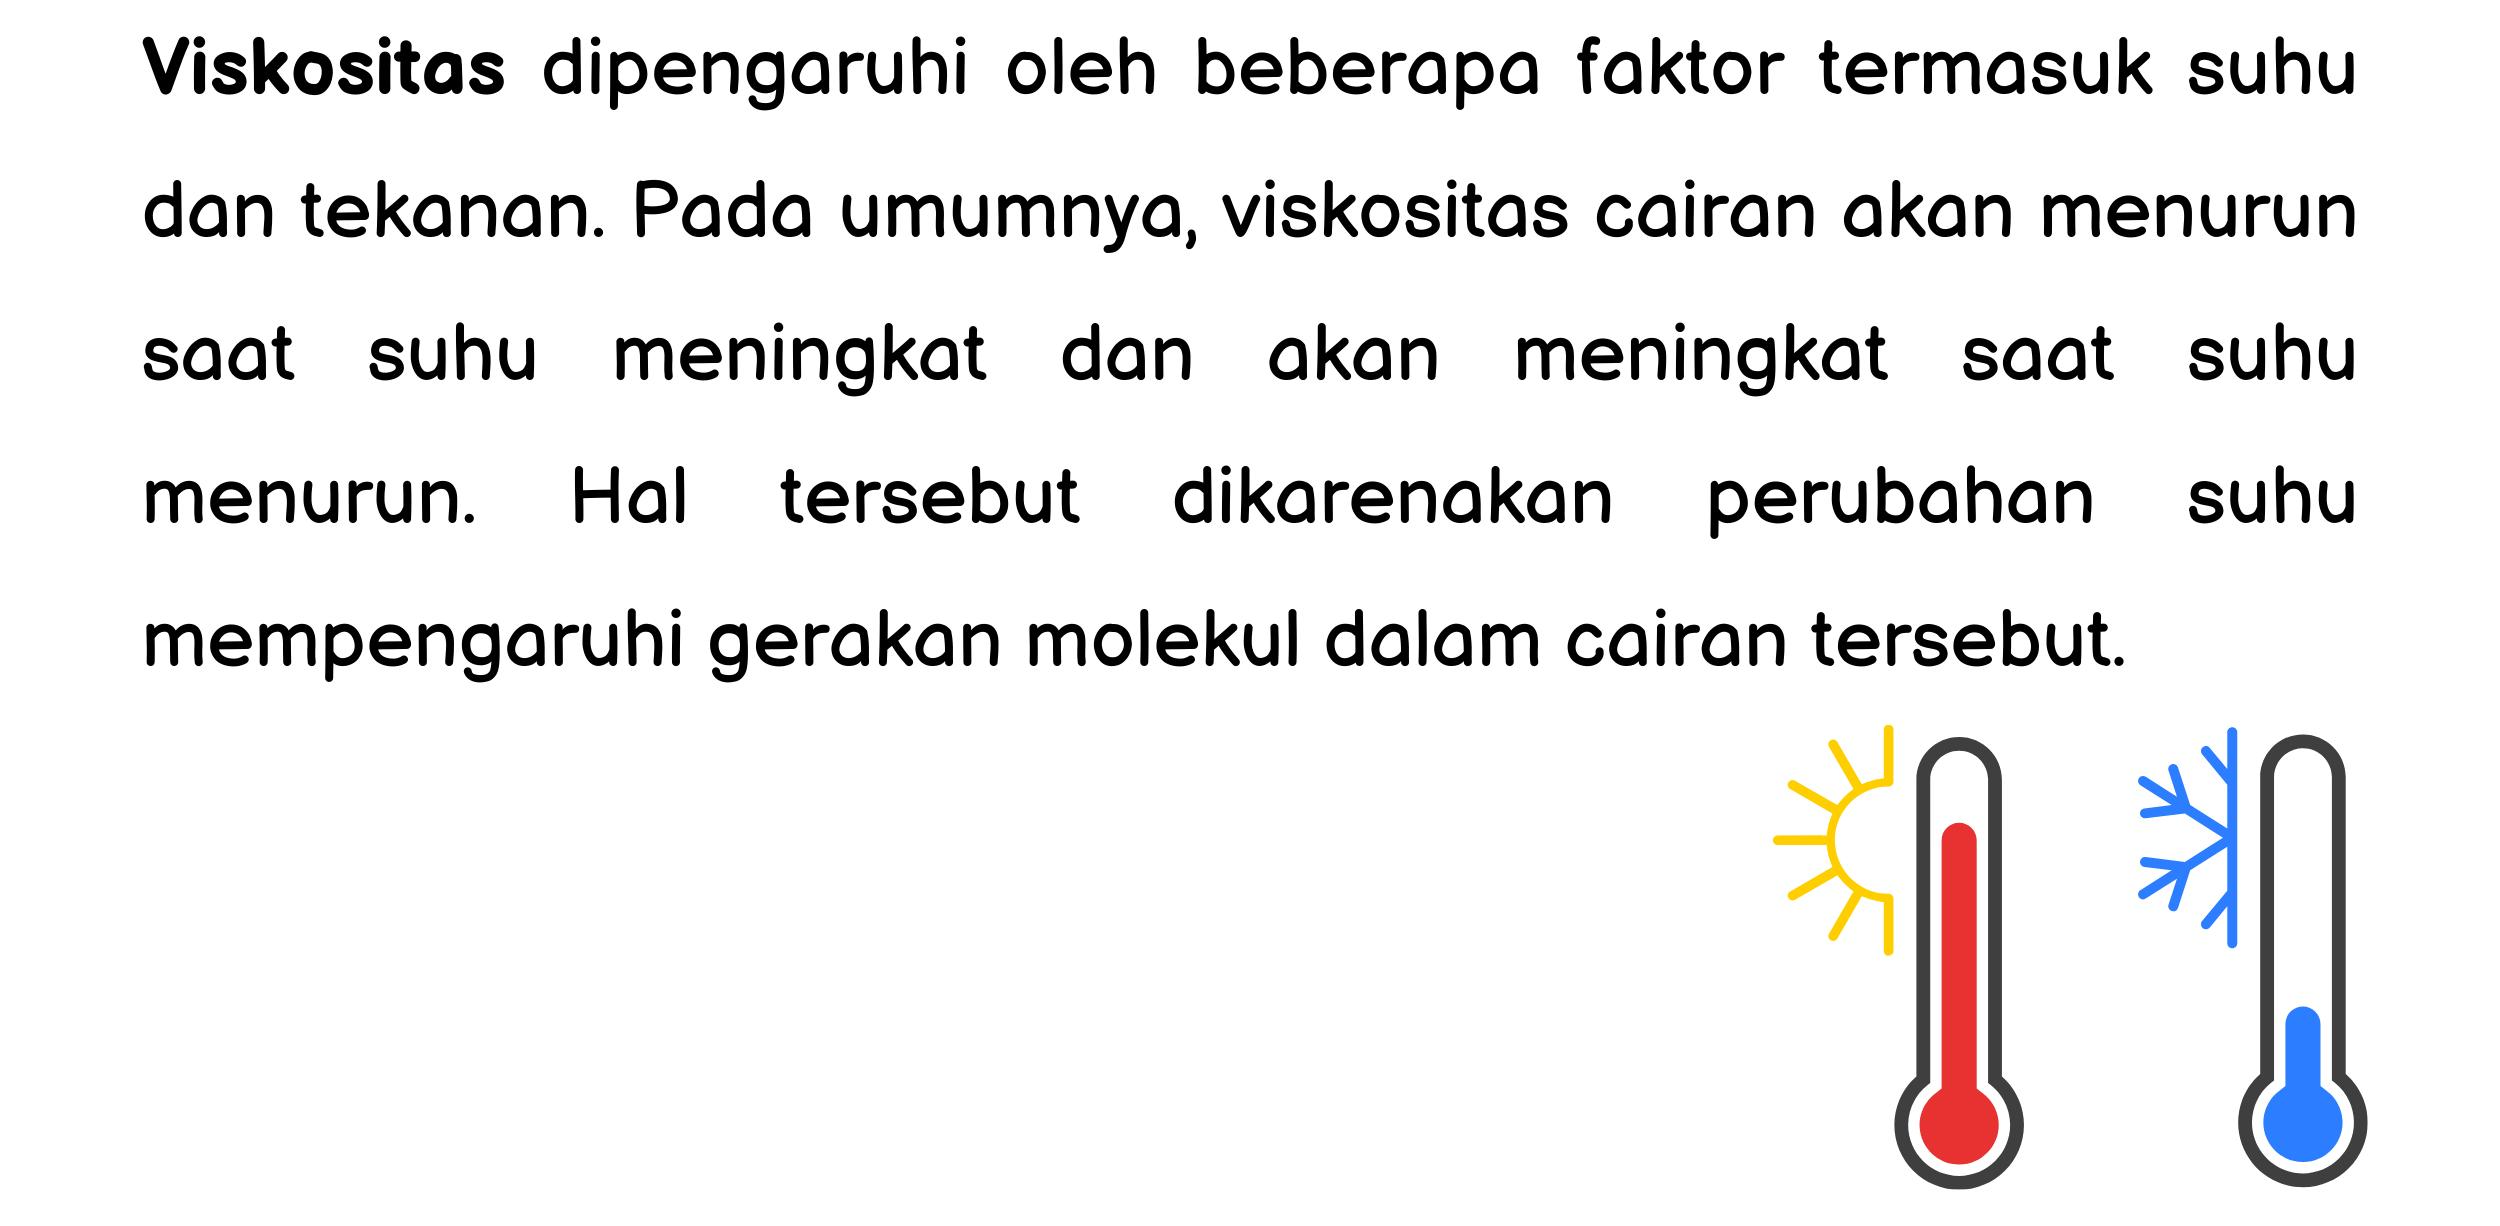 Viskositas dipengaruhi oleh beberapa faktor termasuk suhu
dan tekanan. Pada umumnya, viskositas cairan akan menurun
saat suhu meningkat dan akan meningkat saat suhu
menurun. Hal tersebut dikarenakan perubahan suhu
mempengaruhi gerakan molekul dalam cairan tersebut.